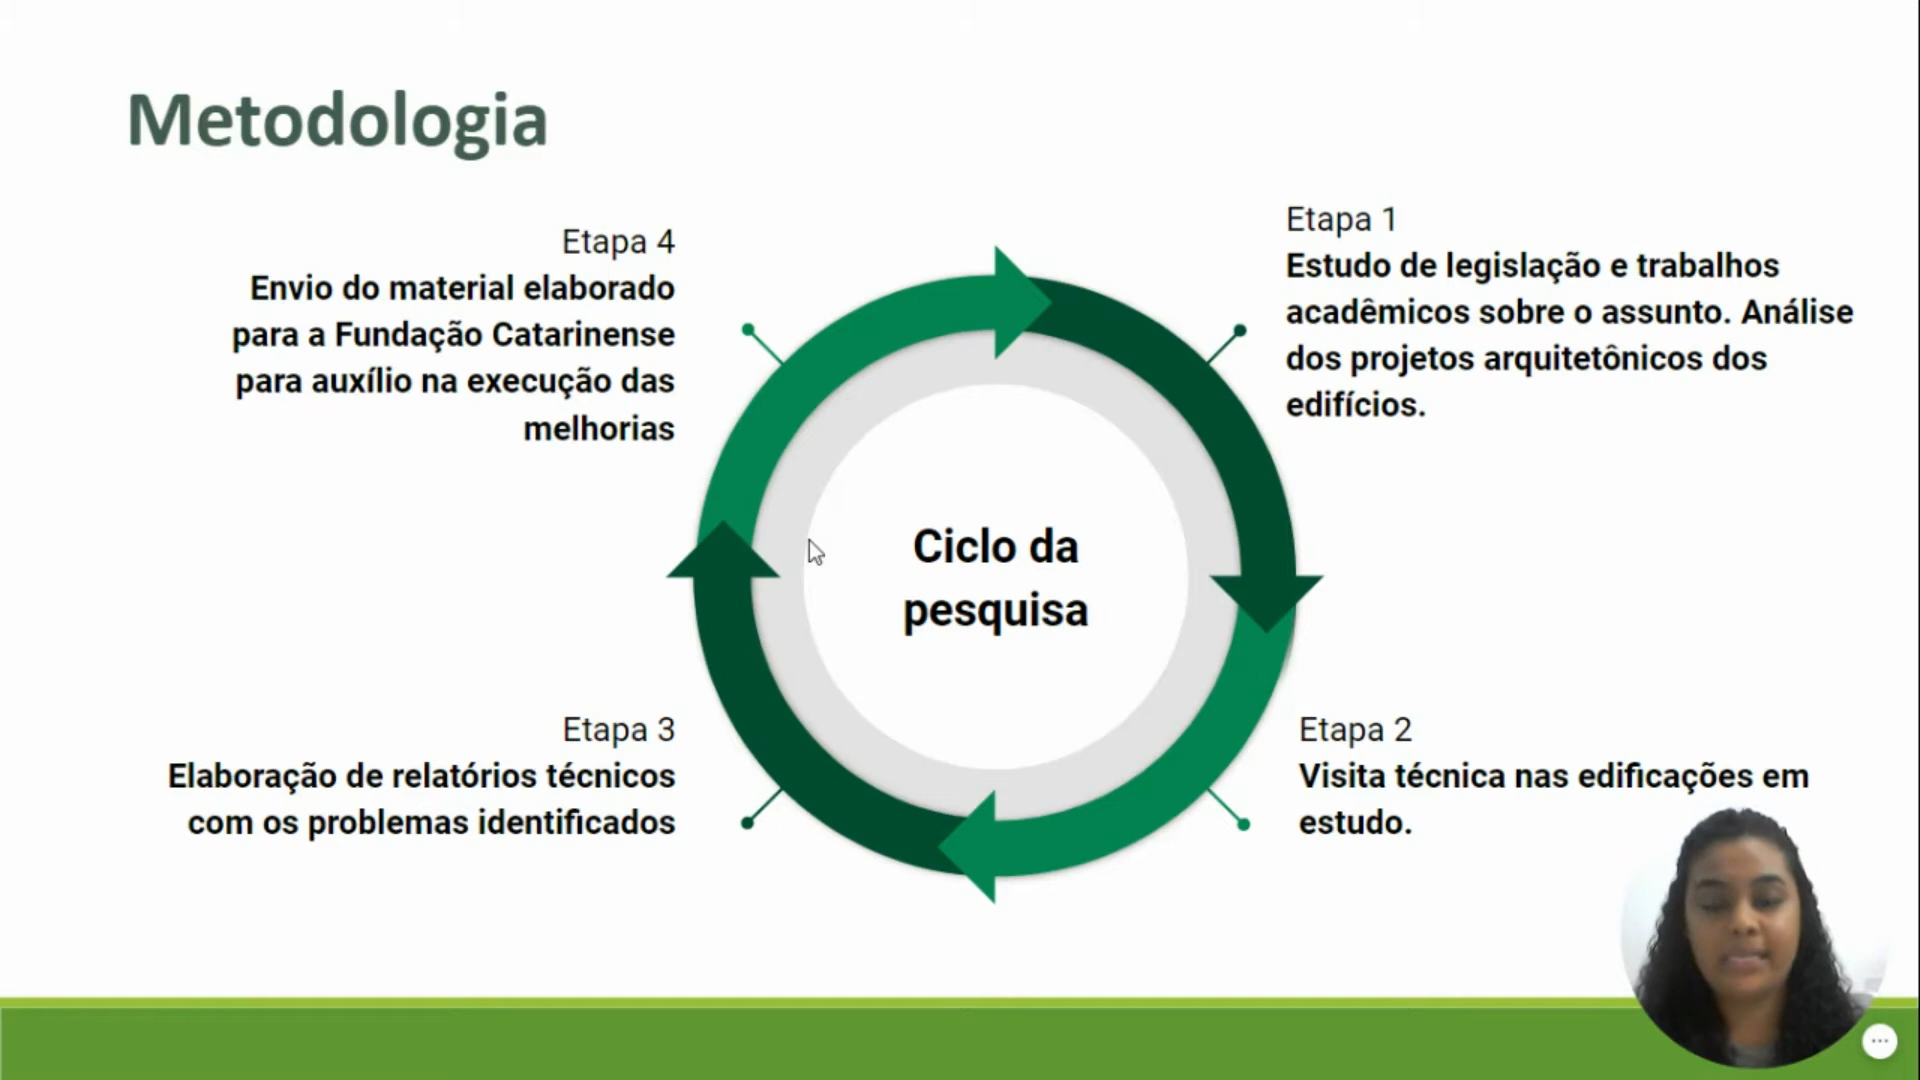 Metodologia
Etapa 1
Estudo de legislação e trabalhos
acadêmicos sobre o assunto. Análise
dos projetos arquitetônicos dos
edifícios.
Etapa 2
Visita técnica nas edificações em
estudo.
Etapa 3
Elaboração de relatórios técnicos
com os problemas identificados
Etapa 4
Envio do material elaborado
para a Fundação Catarinense
para auxílio na execução das
melhorias
Ciclo da
pesquisa